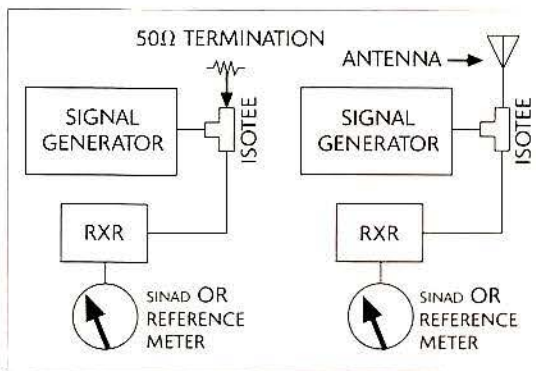 50Ω TERMINATION
SIGNAL
GENERATOR
ISOTEE
RXR
SINAD OR
REFERENCE
METER
ANTENNA
SIGNAL
GENERATOR
ISOTEE
RXR
SINAD OR
REFERENCE
METER